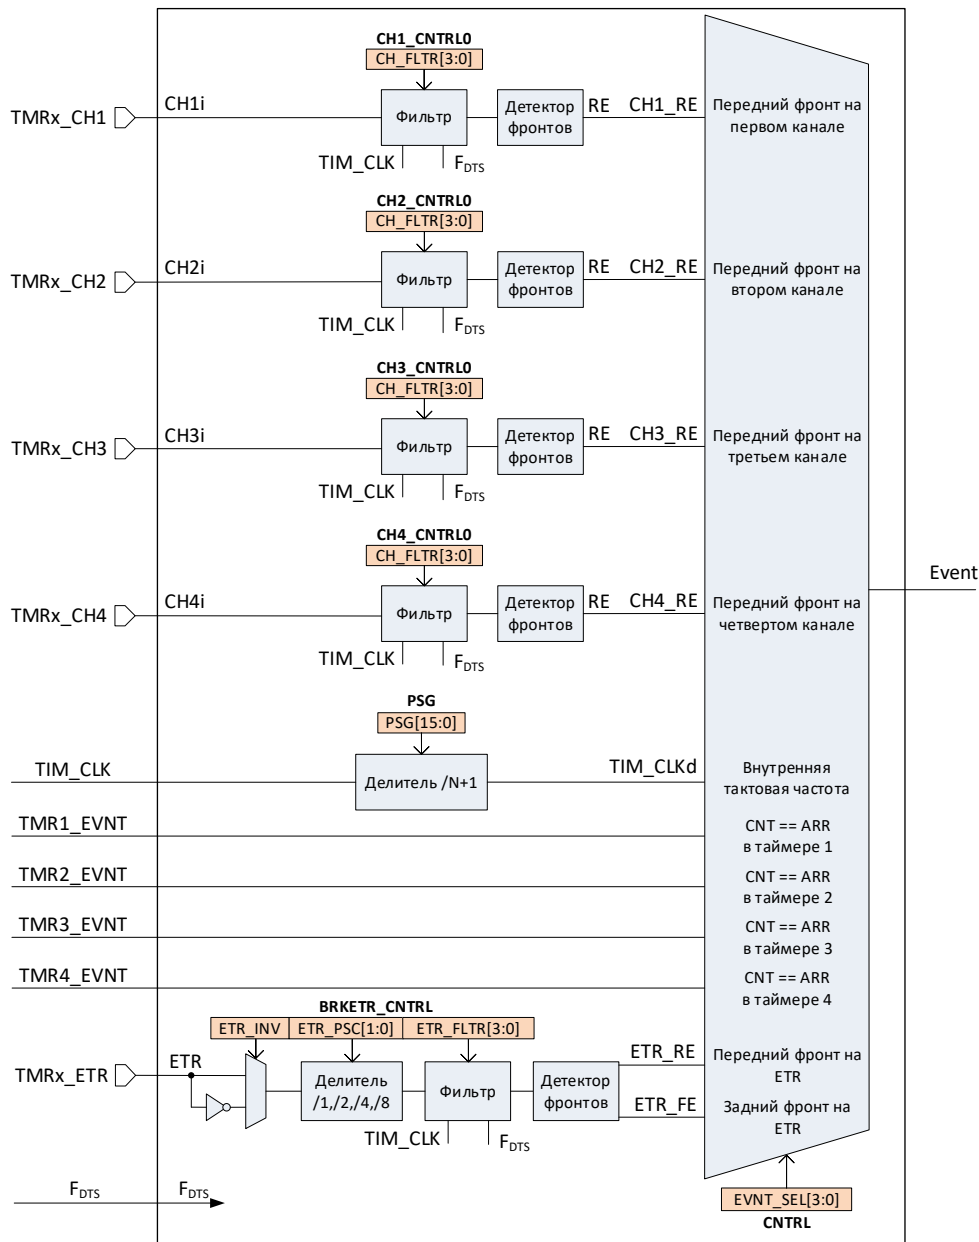 CH1_CNTRL0
CH_FLTR[3:0]
TMRx_CH1
CH1i
Фильтр
Детектор
фронтов
RE
CH1_RE
Передний фронт на
первом канале
TIM_CLK
FDTS
CH2_CNTRL0
CH_FLTR[3:0]
TMRx_CH2
CH2i
Фильтр
Детектор
фронтов
RE
CH2_RE
Передний фронт на
втором канале
TIM_CLK
FDTS
CH3_CNTRL0
CH_FLTR[3:0]
TMRx_CH3
CH3i
Фильтр
Детектор
фронтов
RE
CH3_RE
Передний фронт на
третьем канале
TIM_CLK
FDTS
CH4_CNTRL0
CH_FLTR[3:0]
TMRx_CH4
CH4i
Фильтр
Детектор
фронтов
RE
CH4_RE
Передний фронт на
четвертом канале
TIM_CLK
FDTS
Event
PSG
PSG[15:0]
TIM_CLK
Делитель /N+1
TIM_CLKd
Внутренняя
тактовая частота
TMR1_EVNT
CNT == ARR
в таймере 1
TMR2_EVNT
CNT == ARR
в таймере 2
TMR3_EVNT
CNT == ARR
в таймере 3
TMR4_EVNT
CNT == ARR
в таймере 4
BRKETR_CNTRL
ETR_INV
ETR_PSC[1:0]
ETR_FLTR[3:0]
TMRx_ETR
ETR
Делитель
/1,/2,/4,/8
Фильтр
Детектор
фронтов
ETR_RE
Передний фронт на
ETR
ETR_FE
Задний фронт на
ETR
TIM_CLK
FDTS
FDTS
FDTS
EVNT_SEL[3:0]
CNTRL